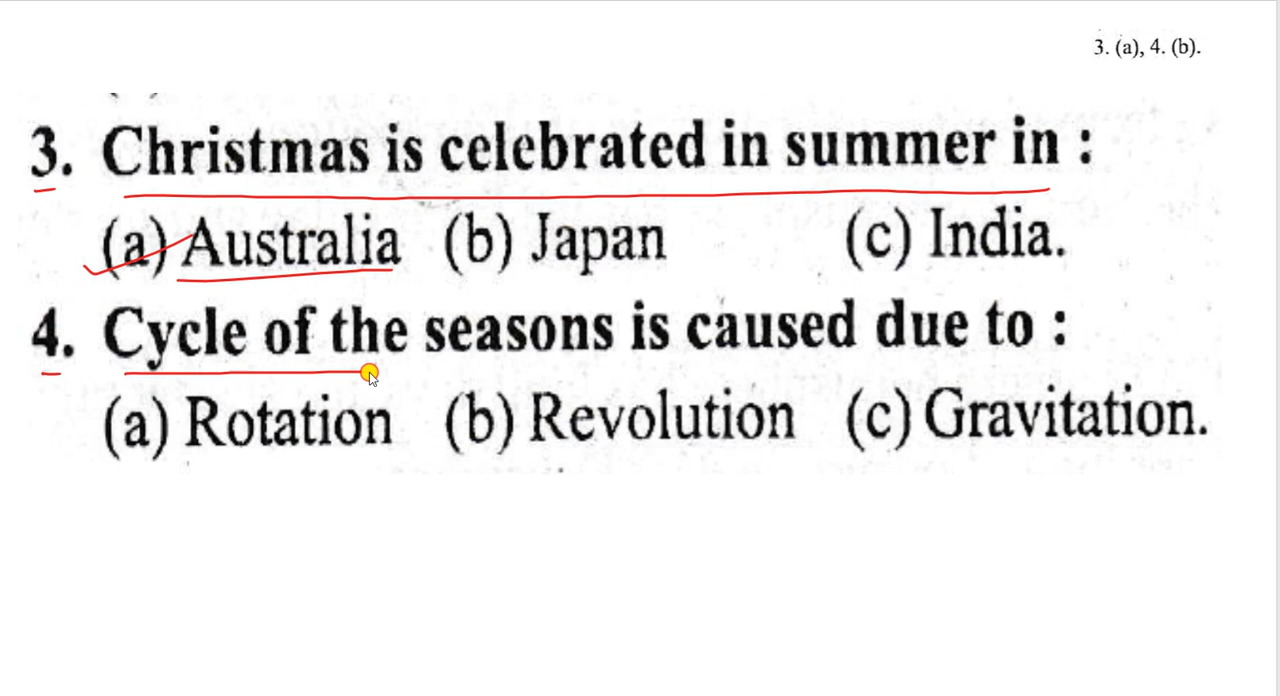 3. (a), 4. (b).
3. Christmas is celebrated in summer in :
(a) Australia (b) Japan (c) India.
4. Cycle of the seasons is caused due to :
(a) Rotation (b) Revolution (c) Gravitation.